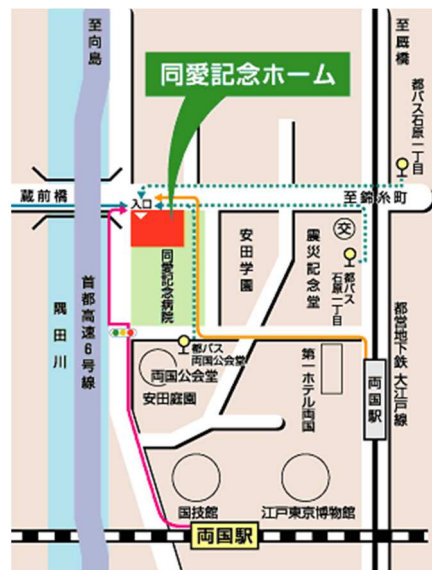 至向島
至厩橋
同愛記念ホーム
都バス石原一丁目
蔵前橋
入口
至錦糸町
同愛記念病院
安田学園
震災記念堂
交
都バス
石原一丁目
首都高速6号線
隅田川
都営地下鉄 大江戸線
都バス
両国公会堂
両国公会堂
安田庭園
第一ホテル両国
両国駅
国技館
江戸東京博物館
両国駅